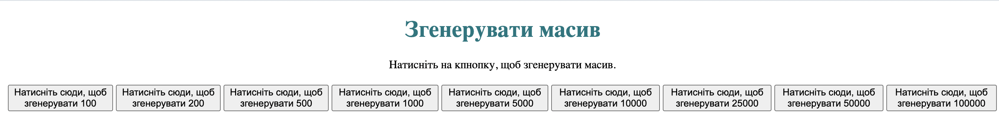 Згенерувати масив
Натисніть на кпнопку, щоб згенерувати масив.
Натисніть сюди, щоб
згенерувати 100
Натисніть сюди, щоб
згенерувати 200
Натисніть сюди, щоб
згенерувати 500
Натисніть сюди, щоб
згенерувати 1000
Натисніть сюди, щоб
згенерувати 5000
Натисніть сюди, щоб
згенерувати 10000
Натисніть сюди, щоб
згенерувати 25000
Натисніть сюди, щоб
згенерувати 50000
Натисніть сюди, щоб
згенерувати 100000